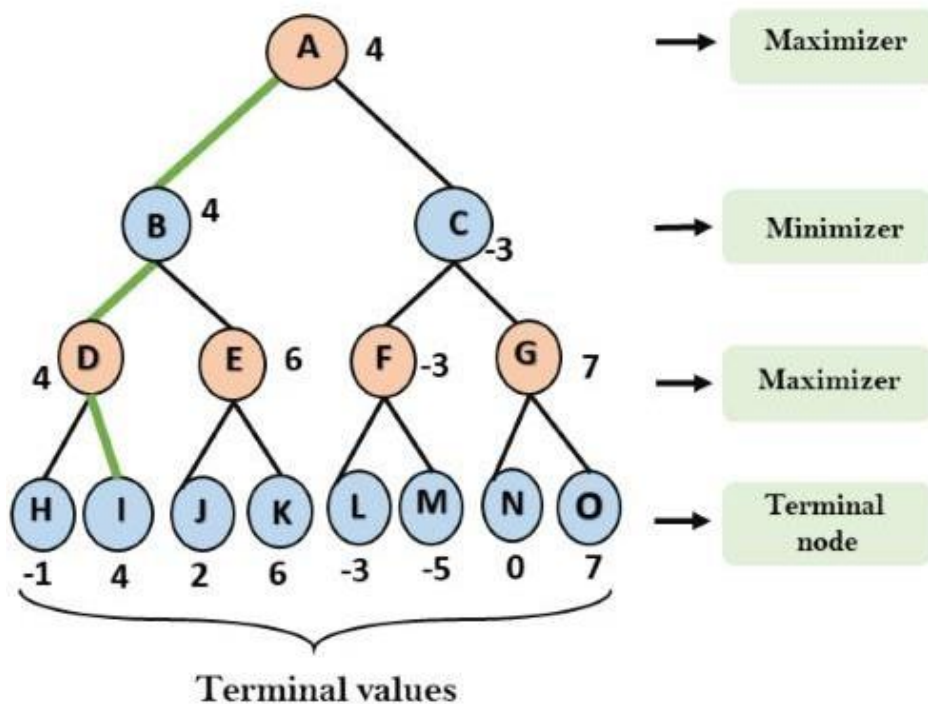 A 4 Maximizer
B 4 C -3 Minimizer
D 4 E 6 F -3 G 7 Maximizer
H I J K L M N O Terminal
node
-1 4 2 6 -3 -5 0 7
Terminal values